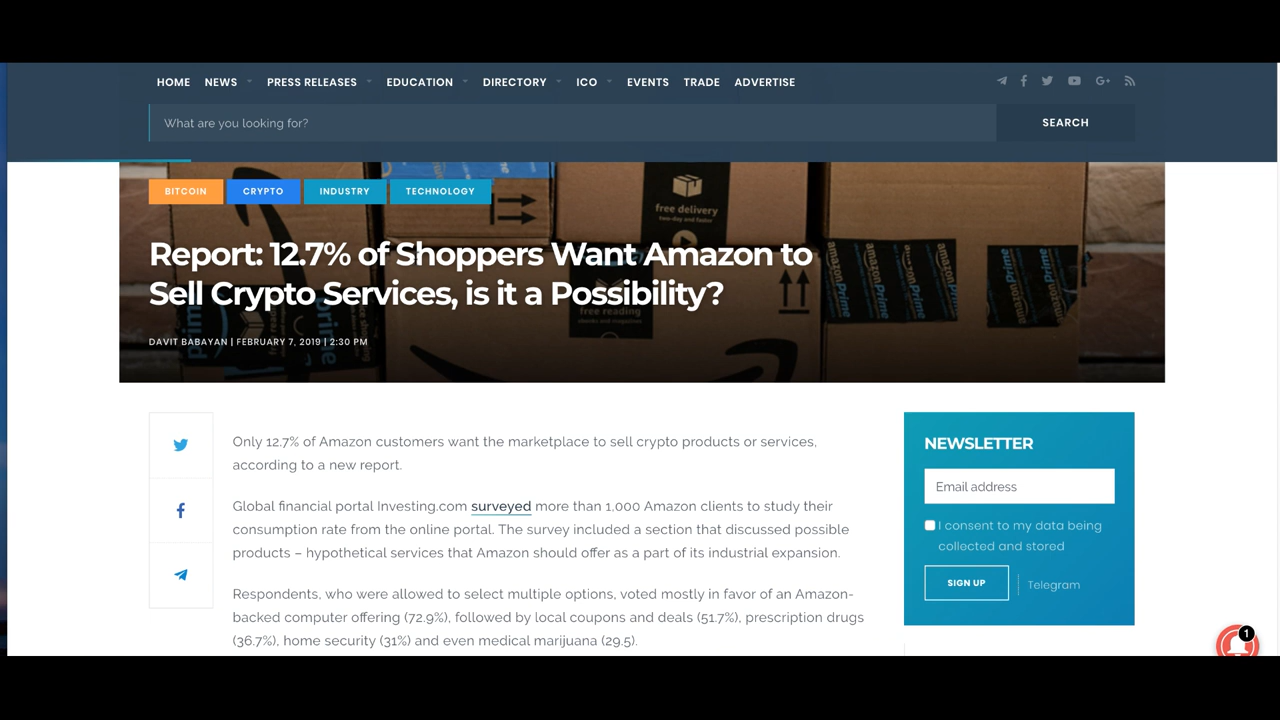 HOME NEWS PRESS RELEASES EDUCATION DIRECTORY ICO EVENTS TRADE ADVERTISE
What are you looking for?
SEARCH
BITCOIN CRYPTO INDUSTRY TECHNOLOGY
free delivery
two-day and faster
Report: 12.7% of Shoppers Want Amazon to
Sell Crypto Services, is it a Possibility?
amazonPrime
free reading
DAVIT BABAYAN | FEBRUARY 7, 2019 | 2:30 PM
Only 12.7% of Amazon customers want the marketplace to sell crypto products or services,
according to a new report.
Global financial portal Investing.com surveyed more than 1,000 Amazon clients to study their
consumption rate from the online portal. The survey included a section that discussed possible
products – hypothetical services that Amazon should offer as a part of its industrial expansion.
Respondents, who were allowed to select multiple options, voted mostly in favor of an Amazon-
backed computer offering (72.9%), followed by local coupons and deals (51.7%), prescription drugs
(36.7%), home security (31%) and even medical marijuana (29.5).
NEWSLETTER
Email address
I consent to my data being
collected and stored
SIGN UP
Telegram
1